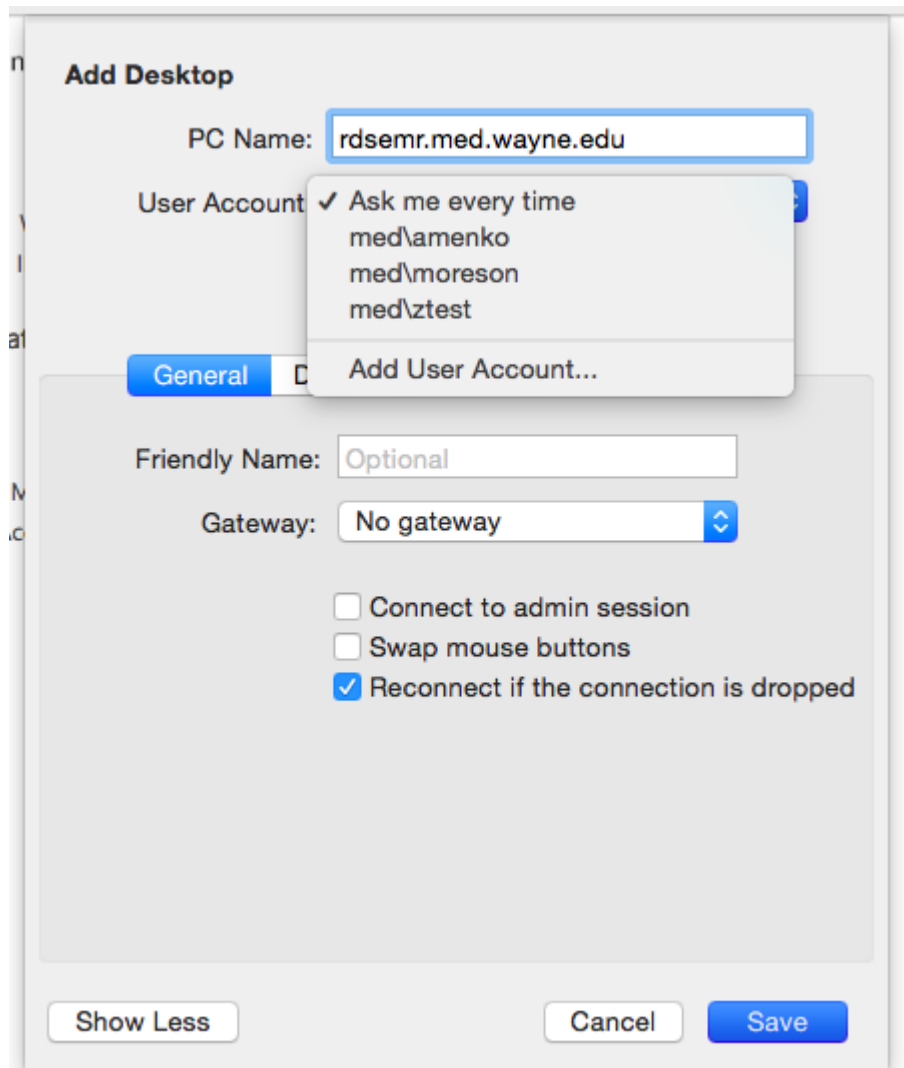 Add Desktop
PC Name: rdsemr.med.wayne.edu
User Account
✓ Ask me every time
med\amenko
med\moreson
med\ztest
Add User Account...
General D
Friendly Name: Optional
Gateway: No gateway
Connect to admin session
Swap mouse buttons
Reconnect if the connection is dropped
Show Less Cancel Save